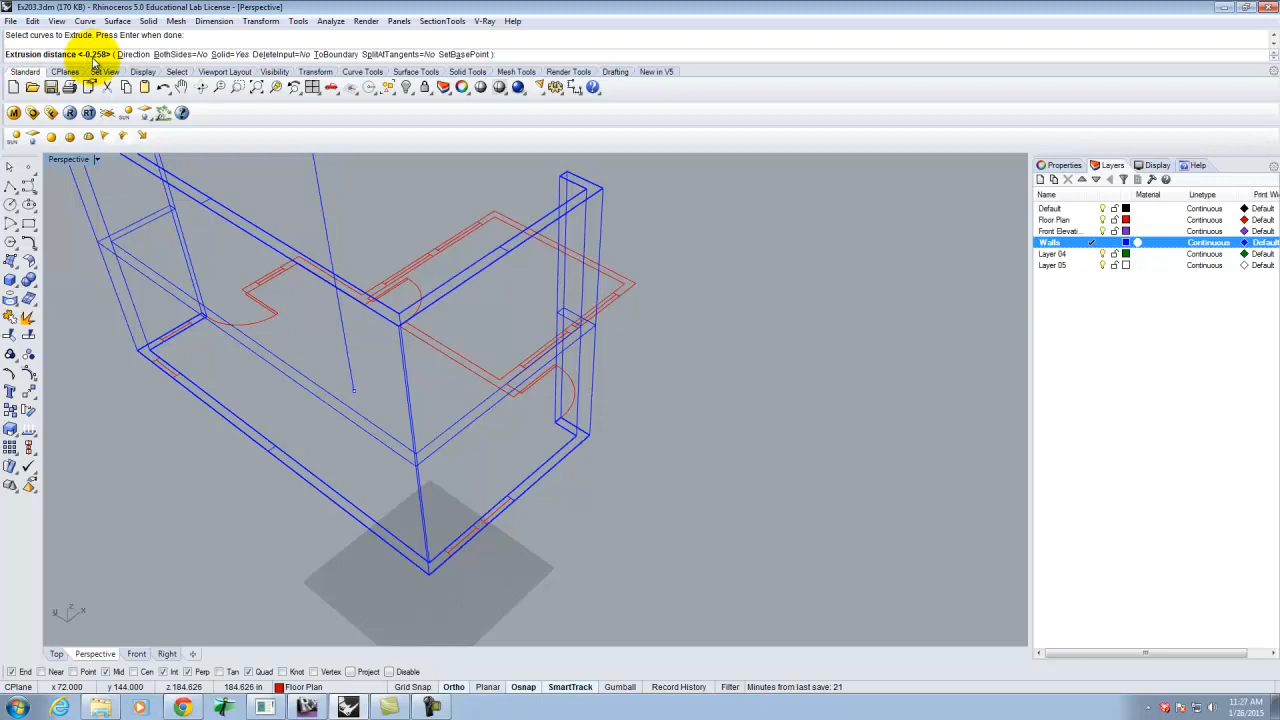 Ex203.3dm (170 KB) - Rhinoceros 5.0 Educational Lab License - [Perspective]
File Edit View Curve Surface Solid Mesh Dimension Transform Tools Analyze Render Panels SectionTools V-Ray Help
Select curves to Extrude. Press Enter when done:
Extrusion distance <-0.258> ( Direction BothSides=No Solid=Yes DeleteInput=No ToBoundary SplitAtTangents=No SetBasePoint ):
Standard CPlanes Set View Display Select Viewport Layout Visibility Transform Curve Tools Surface Tools Solid Tools Mesh Tools Render Tools Drafting New in V5
M R RT
SUN
SUN
Perspective
Properties Layers Display Help
Name Material Linetype Print Wi
Default Continuous Default
Floor Plan Continuous Default
Front Elevati... Continuous Default
Walls Continuous Default
Layer 04 Continuous Default
Layer 05 Continuous Default
y z x
Top Perspective Front Right
End Near Point Mid Cen Int Perp Tan Quad Knot Vertex Project Disable
CPlane x 72.000 y 144.000 z 184.626 184.626 in Floor Plan Grid Snap Ortho Planar Osnap SmartTrack Gumball Record History Filter Minutes from last save: 21
11:27 AM
1/26/2015